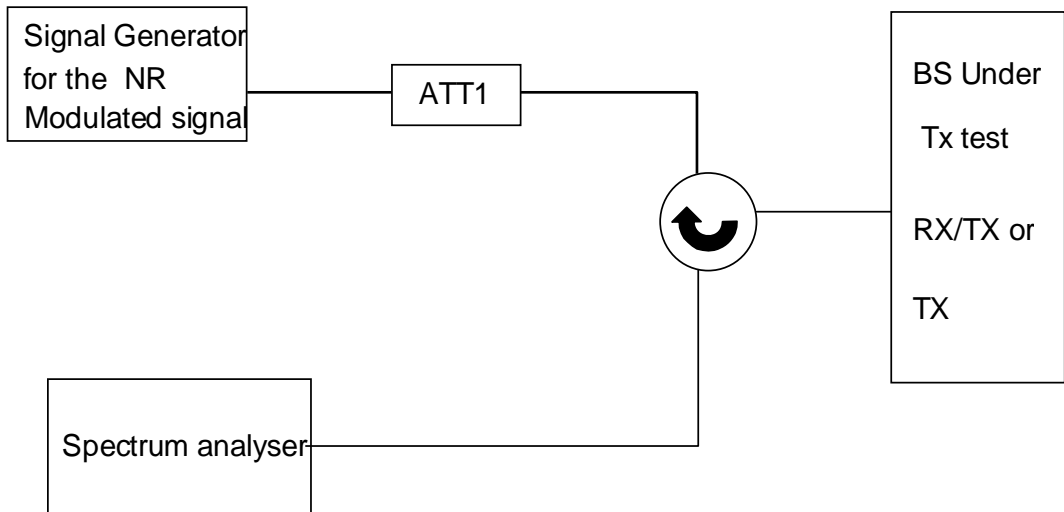 Signal Generator
for the NR
Modulated signal
ATT1
BS Under
Tx test
RX/TX or
TX
Spectrum analyser